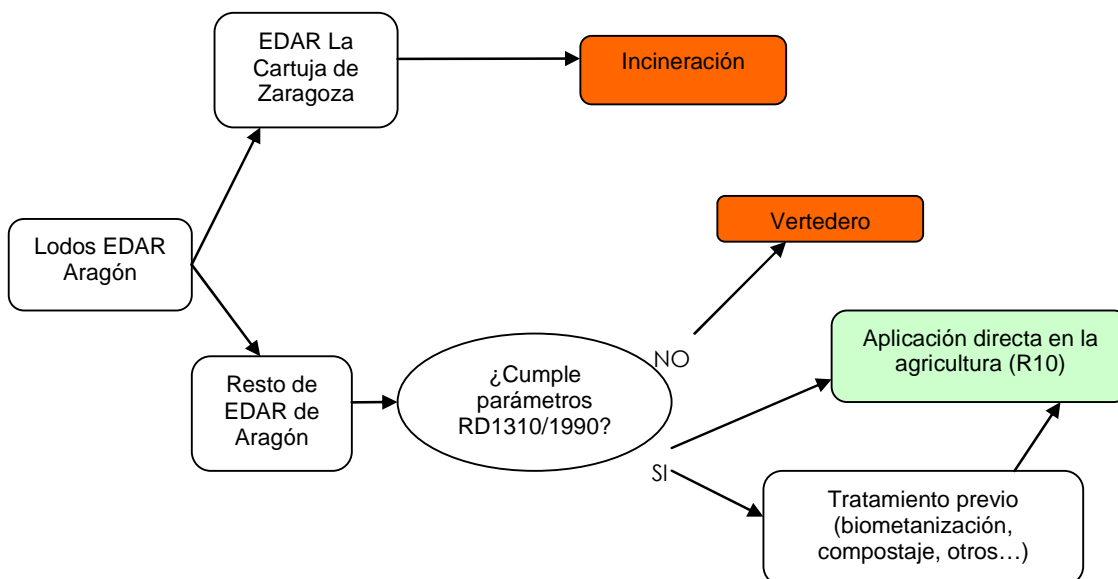 EDAR La
Cartuja de
Zaragoza
Incineración
Vertedero
Lodos EDAR
Aragón
Resto de
EDAR de
Aragón
¿Cumple
parámetros
RD1310/1990?
NO
SI
Aplicación directa en la
agricultura (R10)
Tratamiento previo
(biometanización,
compostaje, otros…)